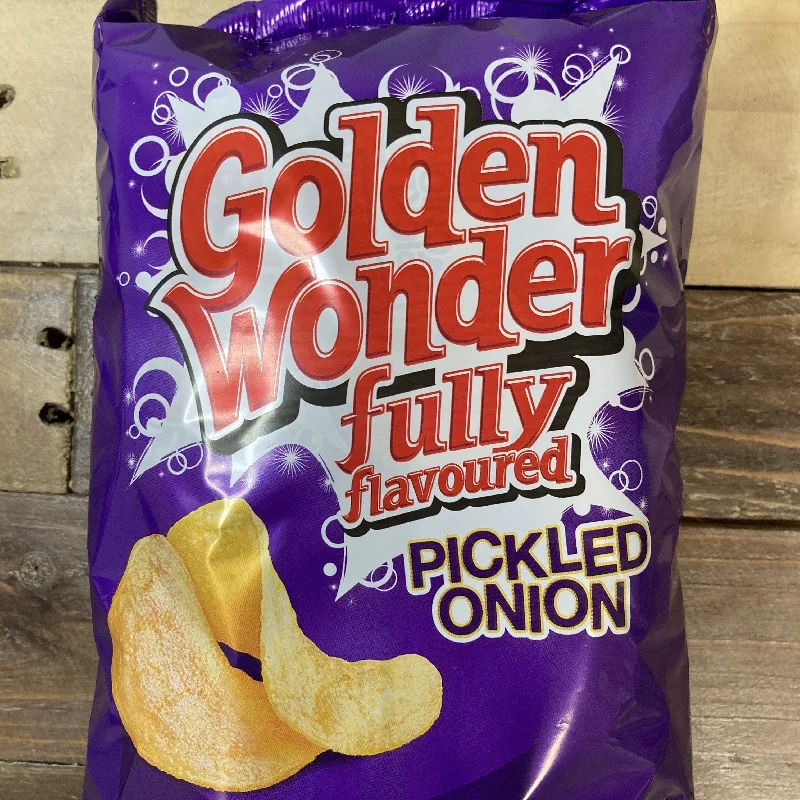 Golden
Wonder
fully
flavoured
PICKLED
ONION